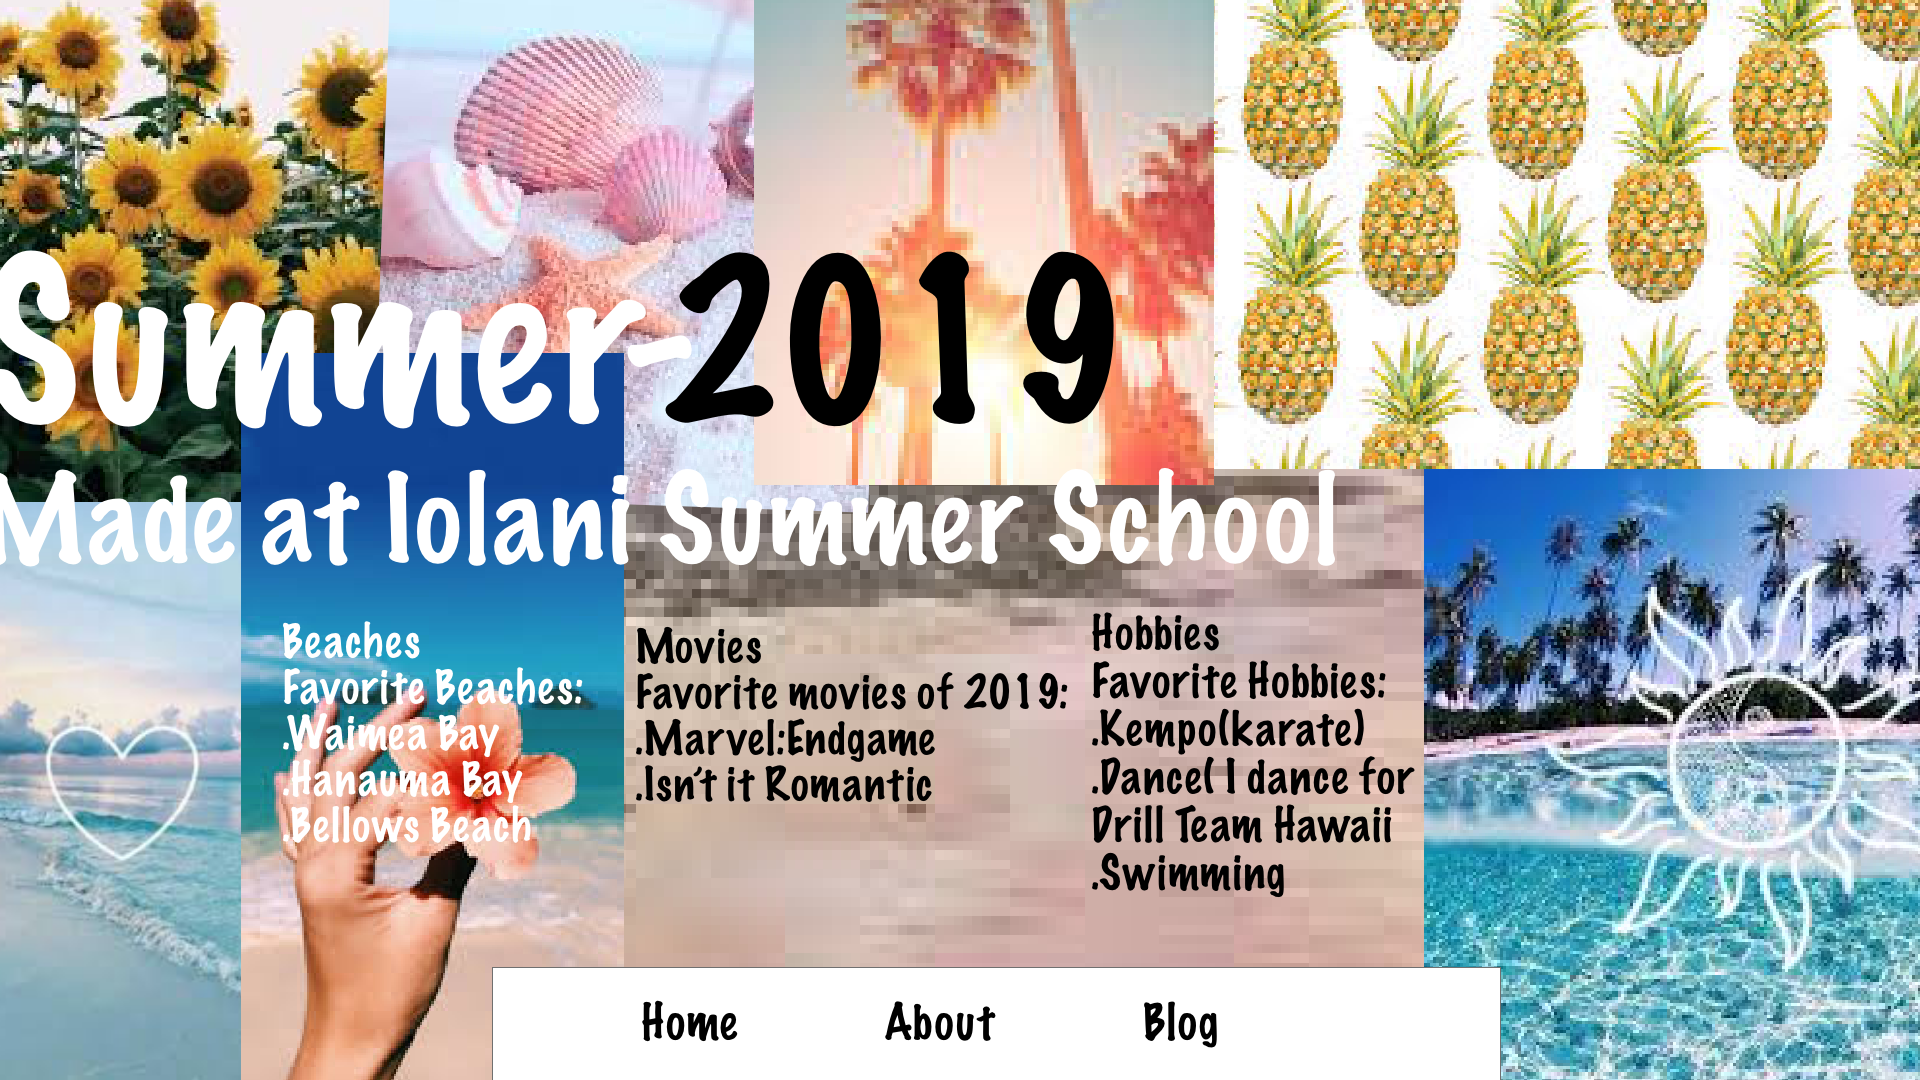 Summer-2019
Made at Iolani Summer School
Beaches
Favorite Beaches:
.Waimea Bay
.Hanauma Bay
.Bellows Beach
Movies
Favorite movies of 2019:
.Marvel:Endgame
.Isn't it Romantic
Hobbies
Favorite Hobbies:
.Kempo(karate)
.Dance( I dance for
Drill Team Hawaii
.Swimming
Home About Blog